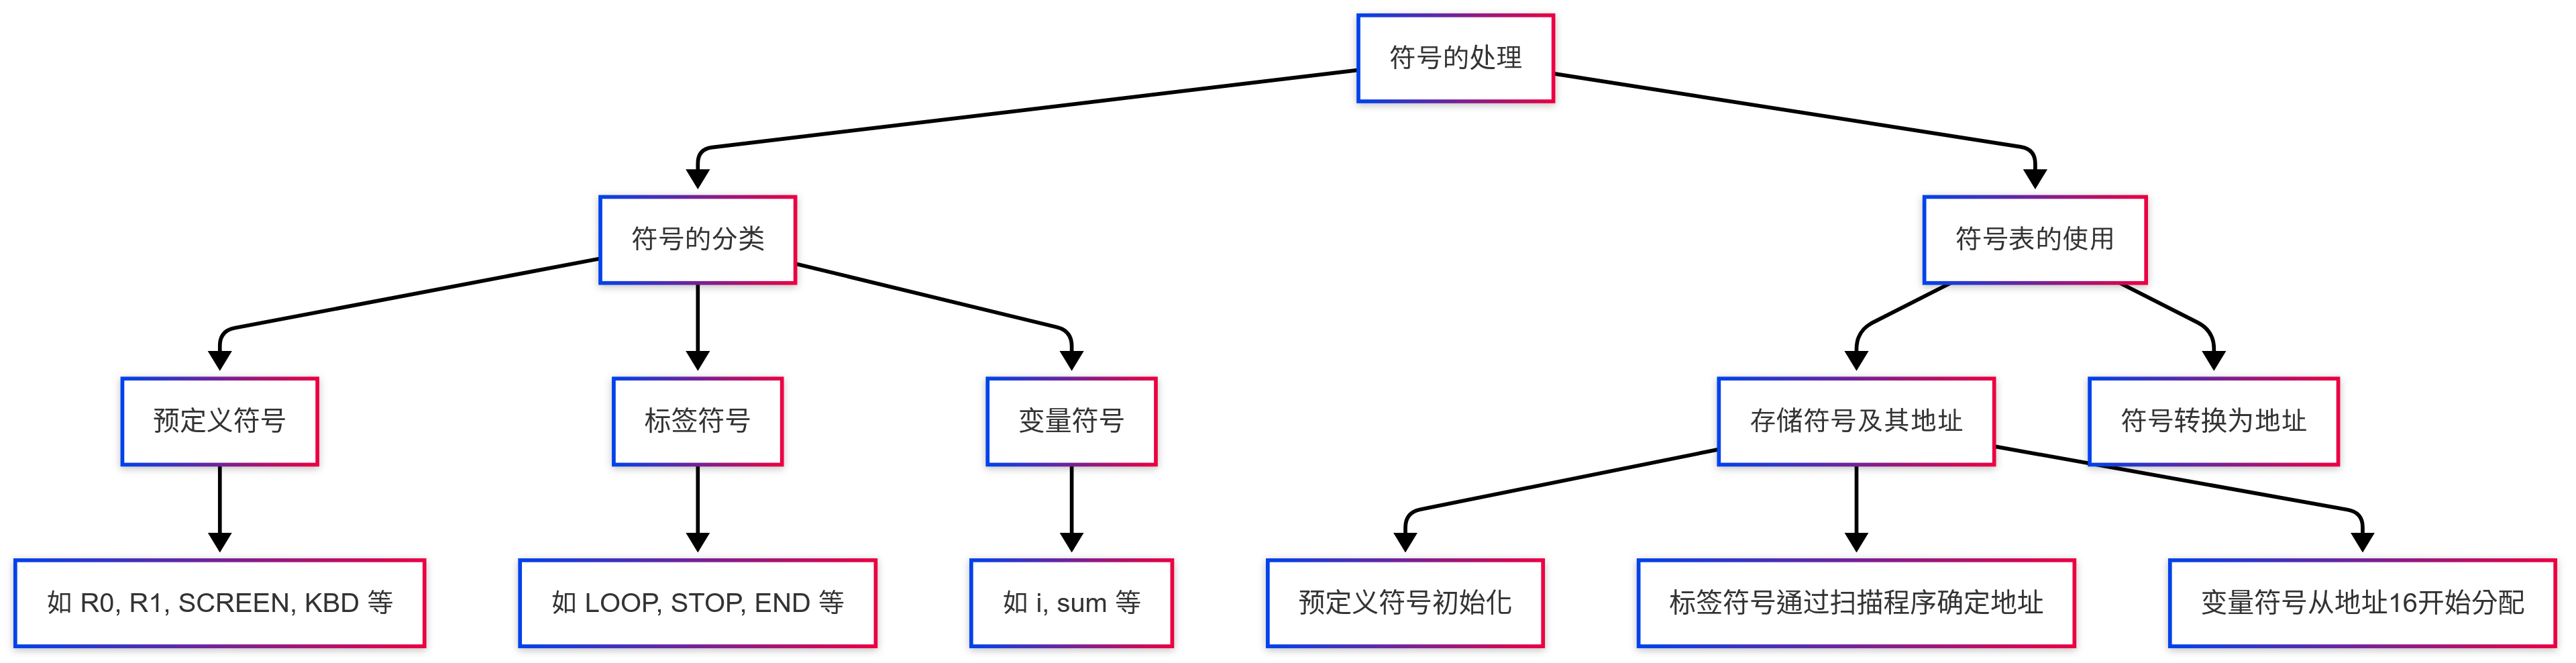 符号的处理
符号的分类
符号表的使用
预定义符号
标签符号
变量符号
存储符号及其地址
符号转换为地址
如 R0, R1, SCREEN, KBD 等
如 LOOP, STOP, END 等
如 i, sum 等
预定义符号初始化
标签符号通过扫描程序确定地址
变量符号从地址16开始分配